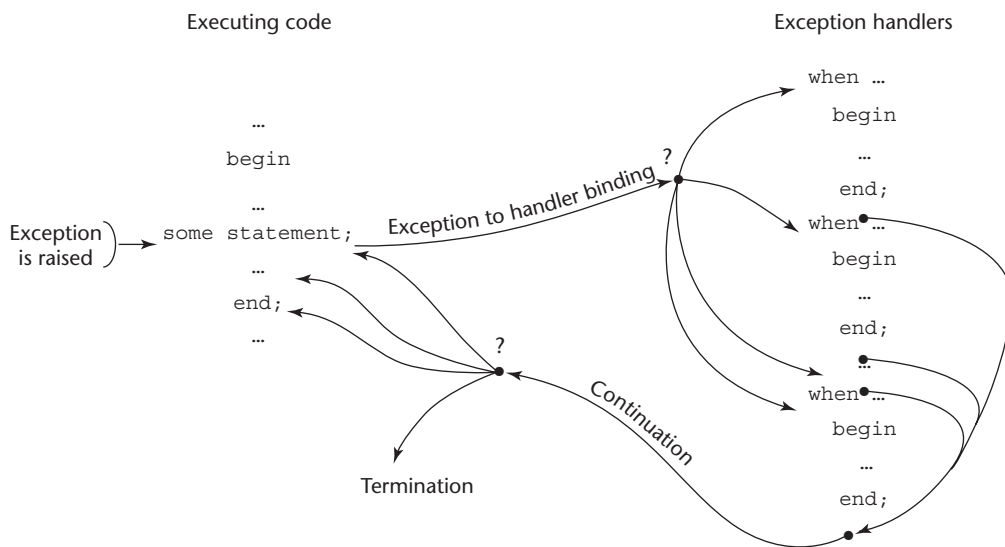 Executing code
Exception handlers
…
begin
…
Exception
is raised
some statement;
…
end;
…
Exception to handler binding
?
when …
begin
…
end;
when …
begin
…
end;
…
when …
begin
…
end;
?
Continuation
Termination